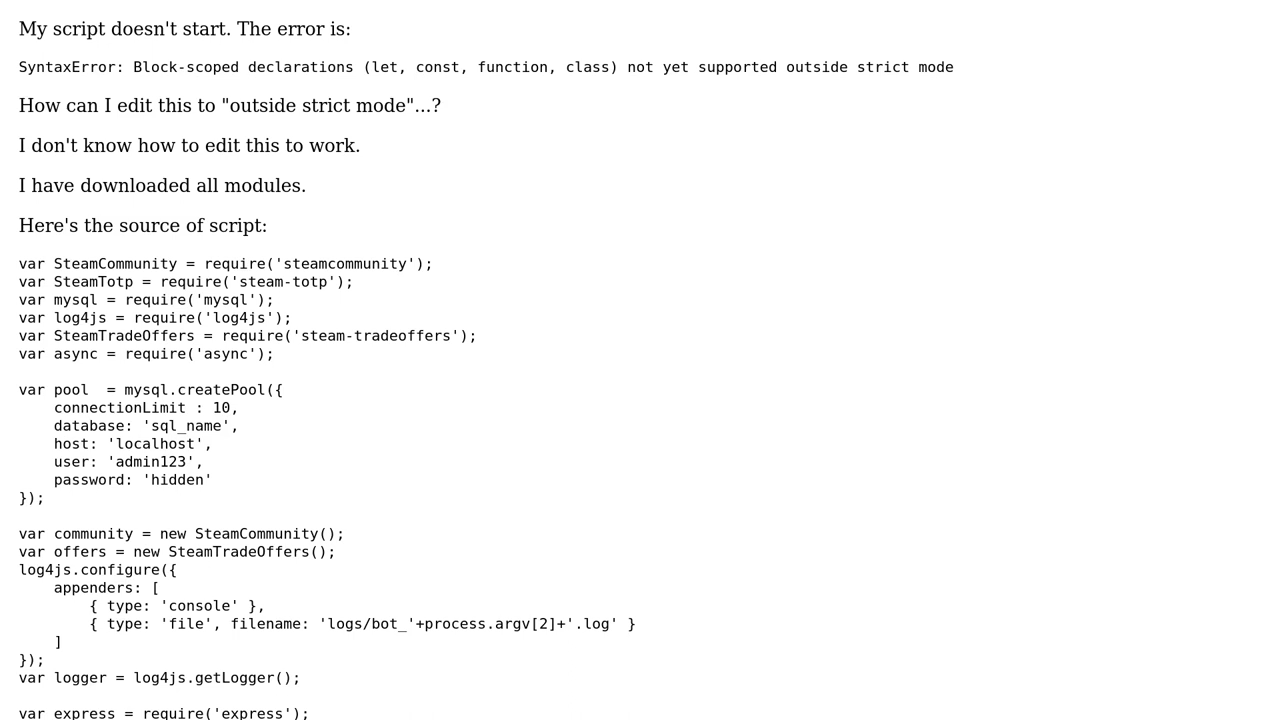 My script doesn't start. The error is:
SyntaxError: Block-scoped declarations (let, const, function, class) not yet supported outside strict mode
How can I edit this to "outside strict mode"...?
I don't know how to edit this to work.
I have downloaded all modules.
Here's the source of script:
var SteamCommunity = require('steamcommunity');
var SteamTotp = require('steam-totp');
var mysql = require('mysql');
var log4js = require('log4js');
var SteamTradeOffers = require('steam-tradeoffers');
var async = require('async');
var pool  = mysql.createPool({
    connectionLimit : 10,
    database: 'sql_name',
    host: 'localhost',
    user: 'admin123',
    password: 'hidden'
});
var community = new SteamCommunity();
var offers = new SteamTradeOffers();
log4js.configure({
    appenders: [
        { type: 'console' },
        { type: 'file', filename: 'logs/bot_'+process.argv[2]+'.log' }
    ]
});
var logger = log4js.getLogger();
var express = require('express');